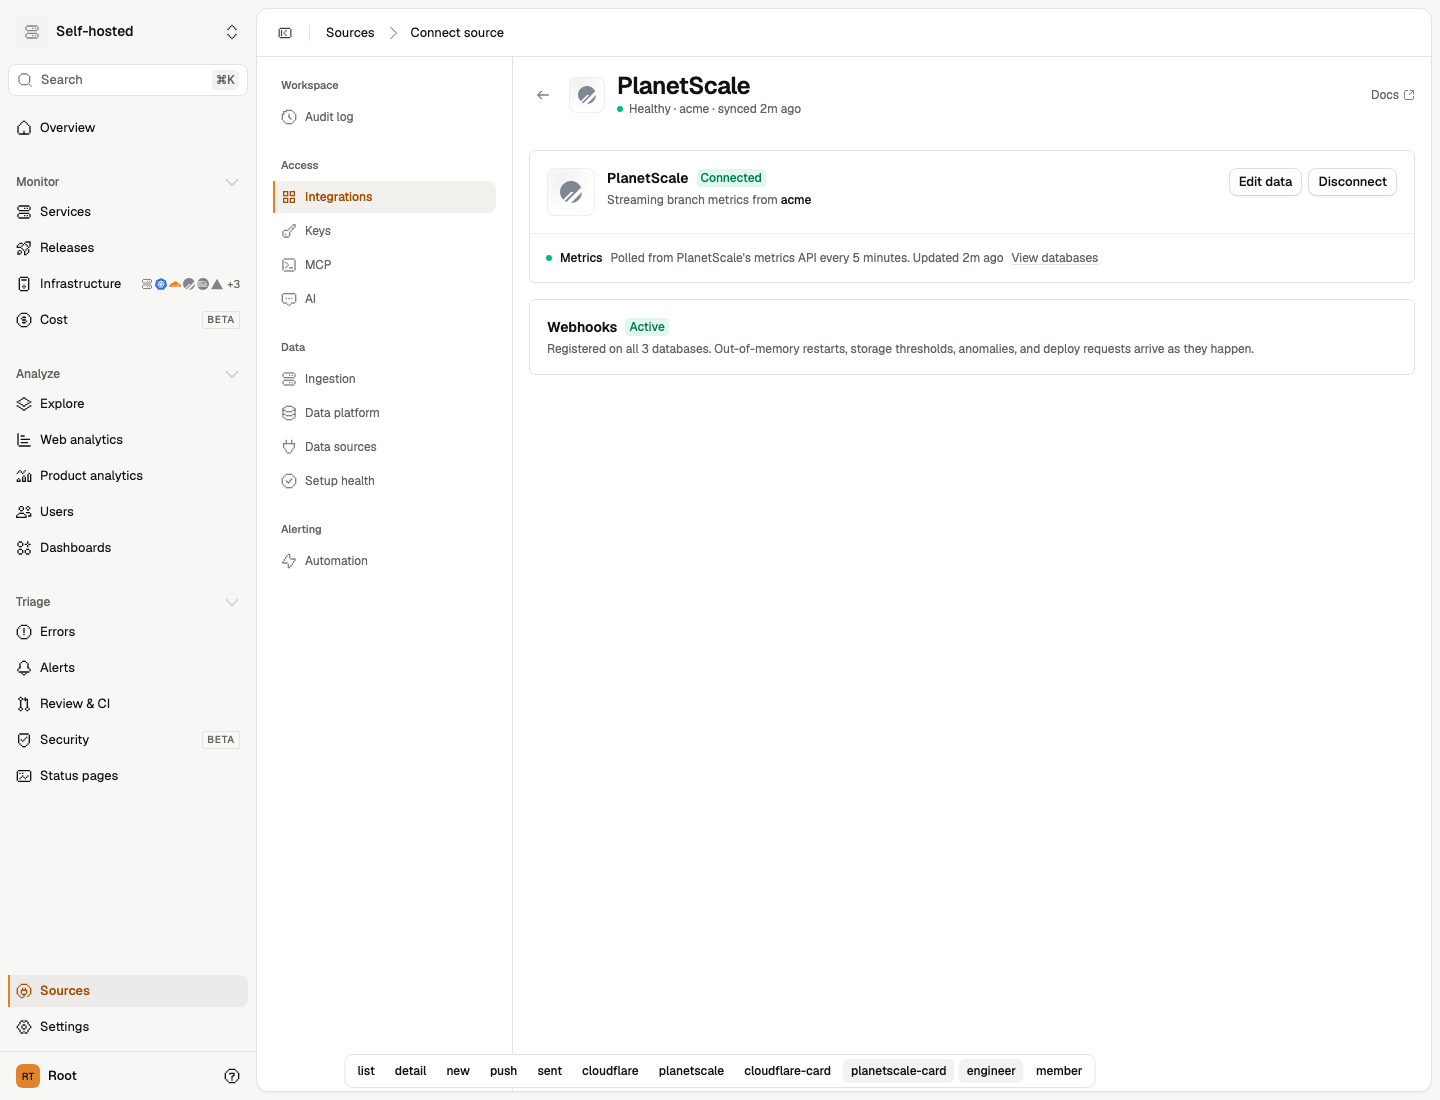 Self-hosted
Search ⌘K
Overview
Monitor
Services
Releases
Infrastructure +3
Cost BETA
Analyze
Explore
Web analytics
Product analytics
Users
Dashboards
Triage
Errors
Alerts
Review & CI
Security BETA
Status pages
Sources
Settings
RT Root
Sources Connect source
Workspace
Audit log
Access
Integrations
Keys
MCP
AI
Data
Ingestion
Data platform
Data sources
Setup health
Alerting
Automation
PlanetScale
Healthy · acme · synced 2m ago
Docs
PlanetScale Connected
Streaming branch metrics from acme
Edit data Disconnect
Metrics Polled from PlanetScale's metrics API every 5 minutes. Updated 2m ago View databases
Webhooks Active
Registered on all 3 databases. Out-of-memory restarts, storage thresholds, anomalies, and deploy requests arrive as they happen.
list detail new push sent cloudflare planetscale cloudflare-card planetscale-card engineer member